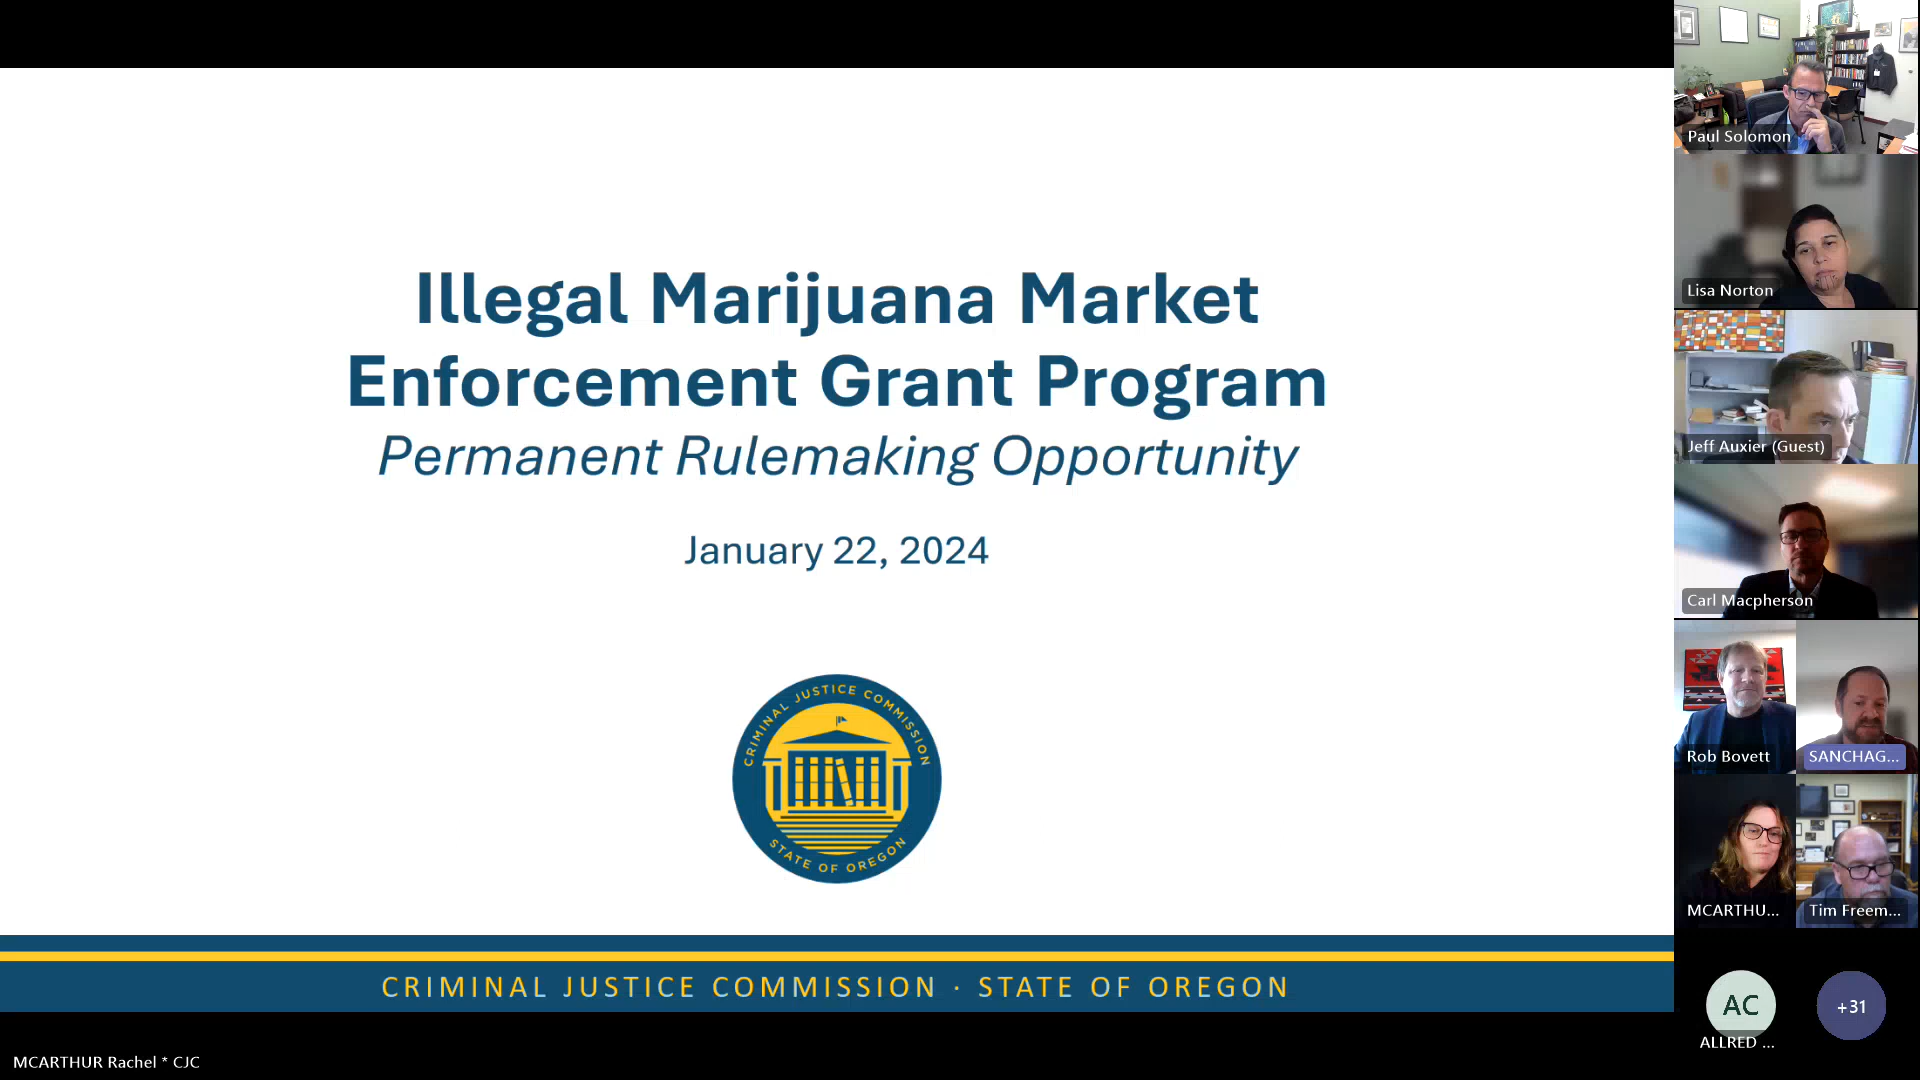 Illegal Marijuana Market
Enforcement Grant Program
Permanent Rulemaking Opportunity
January 22, 2024
CRIMINAL JUSTICE COMMISSION
STATE OF OREGON
CRIMINAL JUSTICE COMMISSION · STATE OF OREGON
MCARTHUR Rachel * CJC
Paul Solomon
Lisa Norton
Jeff Auxier (Guest)
Carl Macpherson
Rob Bovett
SANCHAG...
MCARTHU...
Tim Freem...
AC
+31
ALLRED ...